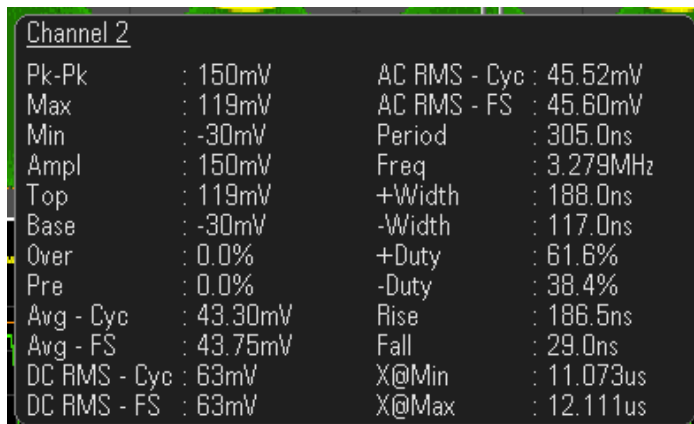 Channel 2
Pk-Pk : 150mV AC RMS - Cyc : 45.52mV
Max : 119mV AC RMS - FS : 45.60mV
Min : -30mV Period : 305.0ns
Ampl : 150mV Freq : 3.279MHz
Top : 119mV +Width : 188.0ns
Base : -30mV -Width : 117.0ns
Over : 0.0% +Duty : 61.6%
Pre : 0.0% -Duty : 38.4%
Avg - Cyc : 43.30mV Rise : 186.5ns
Avg - FS : 43.75mV Fall : 29.0ns
DC RMS - Cyc : 63mV X@Min : 11.073us
DC RMS - FS : 63mV X@Max : 12.111us